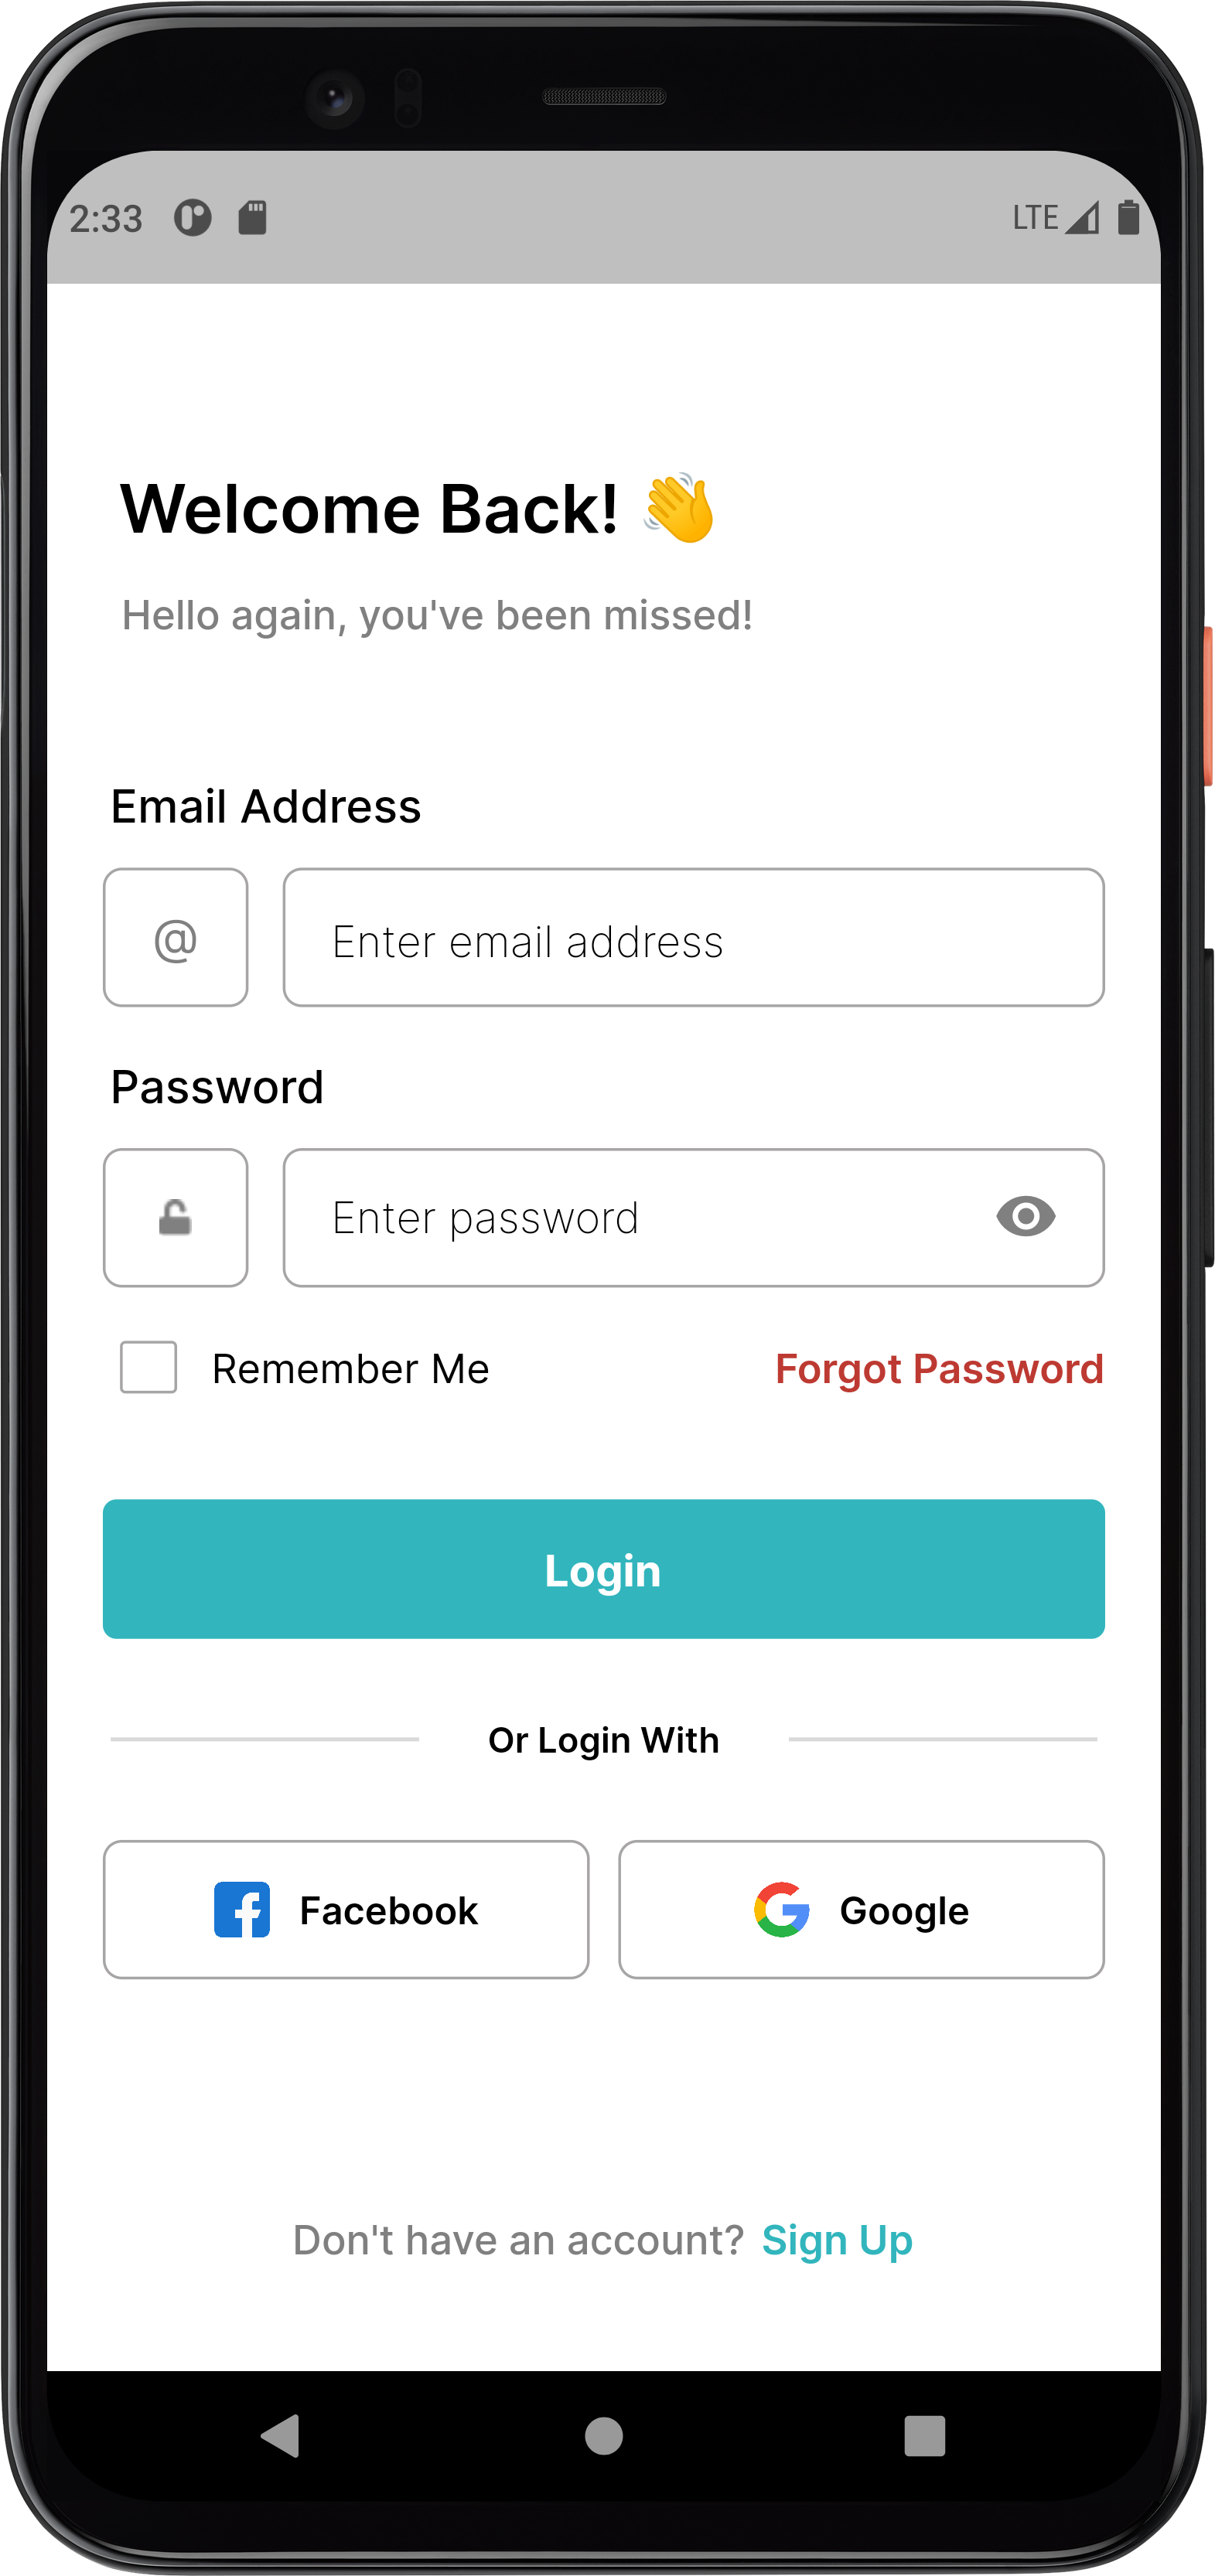 2:33 LTE
Welcome Back! 👋
Hello again, you've been missed!
Email Address
@ Enter email address
Password
Enter password
Remember Me Forgot Password
Login
Or Login With
Facebook Google
Don't have an account? Sign Up